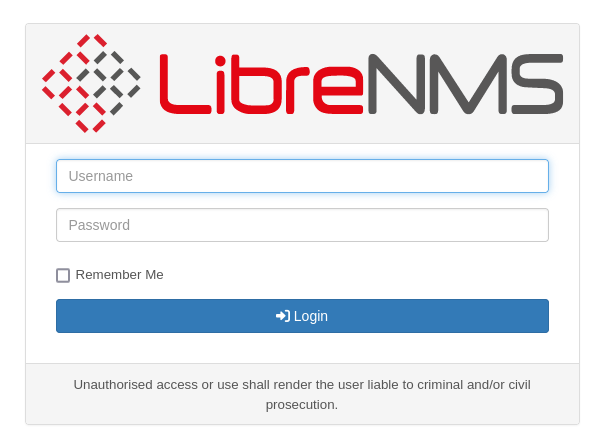 LibreNMS
Username
Password
Remember Me
Login
Unauthorised access or use shall render the user liable to criminal and/or civil
prosecution.